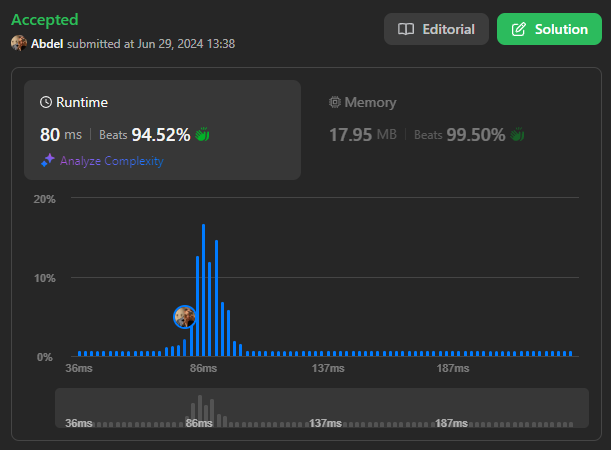 Accepted
Abdel submitted at Jun 29, 2024 13:38
Editorial
Solution
Runtime
80 ms Beats 94.52%
Analyze Complexity
Memory
17.95 MB Beats 99.50%
20%
10%
0%
36ms 86ms 137ms 187ms
36ms 86ms 137ms 187ms